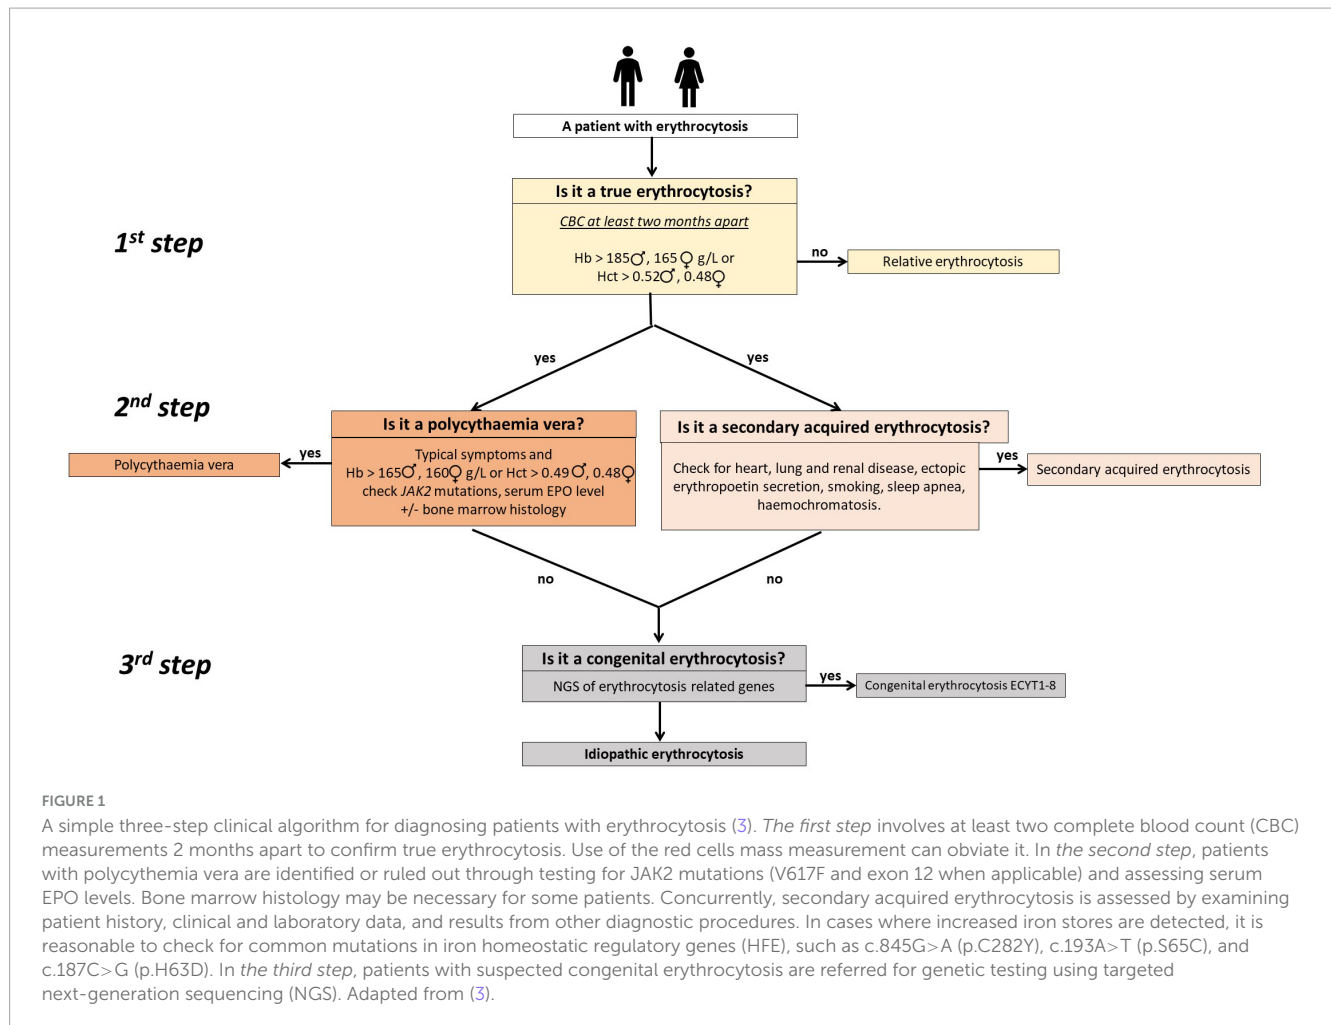 A patient with erythrocytosis
Is it a true erythrocytosis?
CBC at least two months apart
Hb > 185♂, 165♀ g/L or
Hct > 0.52♂, 0.48♀
no
Relative erythrocytosis
1st step
yes
yes
2nd step
Is it a polycythaemia vera?
Typical symptoms and
Hb > 165♂, 160♀ g/L or Hct > 0.49♂, 0.48♀
check JAK2 mutations, serum EPO level
+/- bone marrow histology
yes
Polycythaemia vera
Is it a secondary acquired erythrocytosis?
Check for heart, lung and renal disease, ectopic
erythropoetin secretion, smoking, sleep apnea,
haemochromatosis.
yes
Secondary acquired erythrocytosis
no
no
3rd step
Is it a congenital erythrocytosis?
NGS of erythrocytosis related genes
yes
Congenital erythrocytosis ECYT1-8
Idiopathic erythrocytosis
FIGURE 1
A simple three-step clinical algorithm for diagnosing patients with erythrocytosis (3). The first step involves at least two complete blood count (CBC)
measurements 2 months apart to confirm true erythrocytosis. Use of the red cells mass measurement can obviate it. In the second step, patients
with polycythemia vera are identified or ruled out through testing for JAK2 mutations (V617F and exon 12 when applicable) and assessing serum
EPO levels. Bone marrow histology may be necessary for some patients. Concurrently, secondary acquired erythrocytosis is assessed by examining
patient history, clinical and laboratory data, and results from other diagnostic procedures. In cases where increased iron stores are detected, it is
reasonable to check for common mutations in iron homeostatic regulatory genes (HFE), such as c.845G>A (p.C282Y), c.193A>T (p.S65C), and
c.187C>G (p.H63D). In the third step, patients with suspected congenital erythrocytosis are referred for genetic testing using targeted
next-generation sequencing (NGS). Adapted from (3).